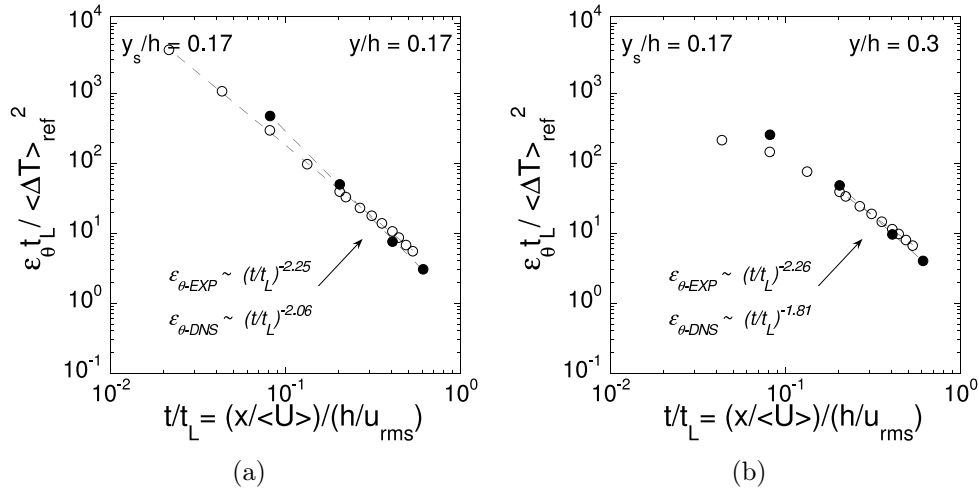 y_s/h = 0.17 y/h = 0.17
10^4
10^3
10^2
10^1
10^0
10^-1
ε_θ t_L / <ΔT>_ref^2
ε_θ-EXP ~ (t/t_L)^-2.25
ε_θ-DNS ~ (t/t_L)^-2.06
10^-2 10^-1 10^0
t/t_L = (x/<U>)/(h/u_rms)
(a)
y_s/h = 0.17 y/h = 0.3
10^4
10^3
10^2
10^1
10^0
10^-1
ε_θ t_L / <ΔT>_ref^2
ε_θ-EXP ~ (t/t_L)^-2.26
ε_θ-DNS ~ (t/t_L)^-1.81
10^-2 10^-1 10^0
t/t_L = (x/<U>)/(h/u_rms)
(b)